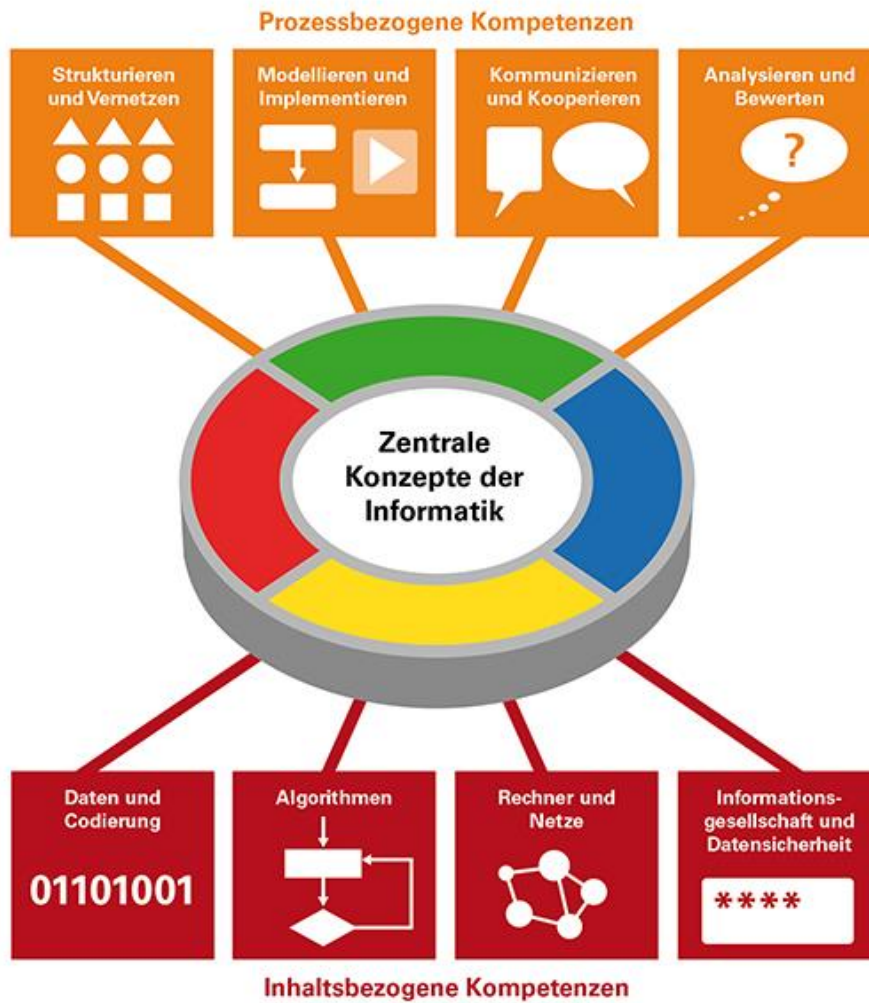 Prozessbezogene Kompetenzen
Strukturieren
und Vernetzen
Modellieren und
Implementieren
Kommunizieren
und Kooperieren
Analysieren und
Bewerten
?
Zentrale
Konzepte der
Informatik
Daten und
Codierung
01101001
Algorithmen
Rechner und
Netze
Informations-
gesellschaft und
Datensicherheit
****
Inhaltsbezogene Kompetenzen